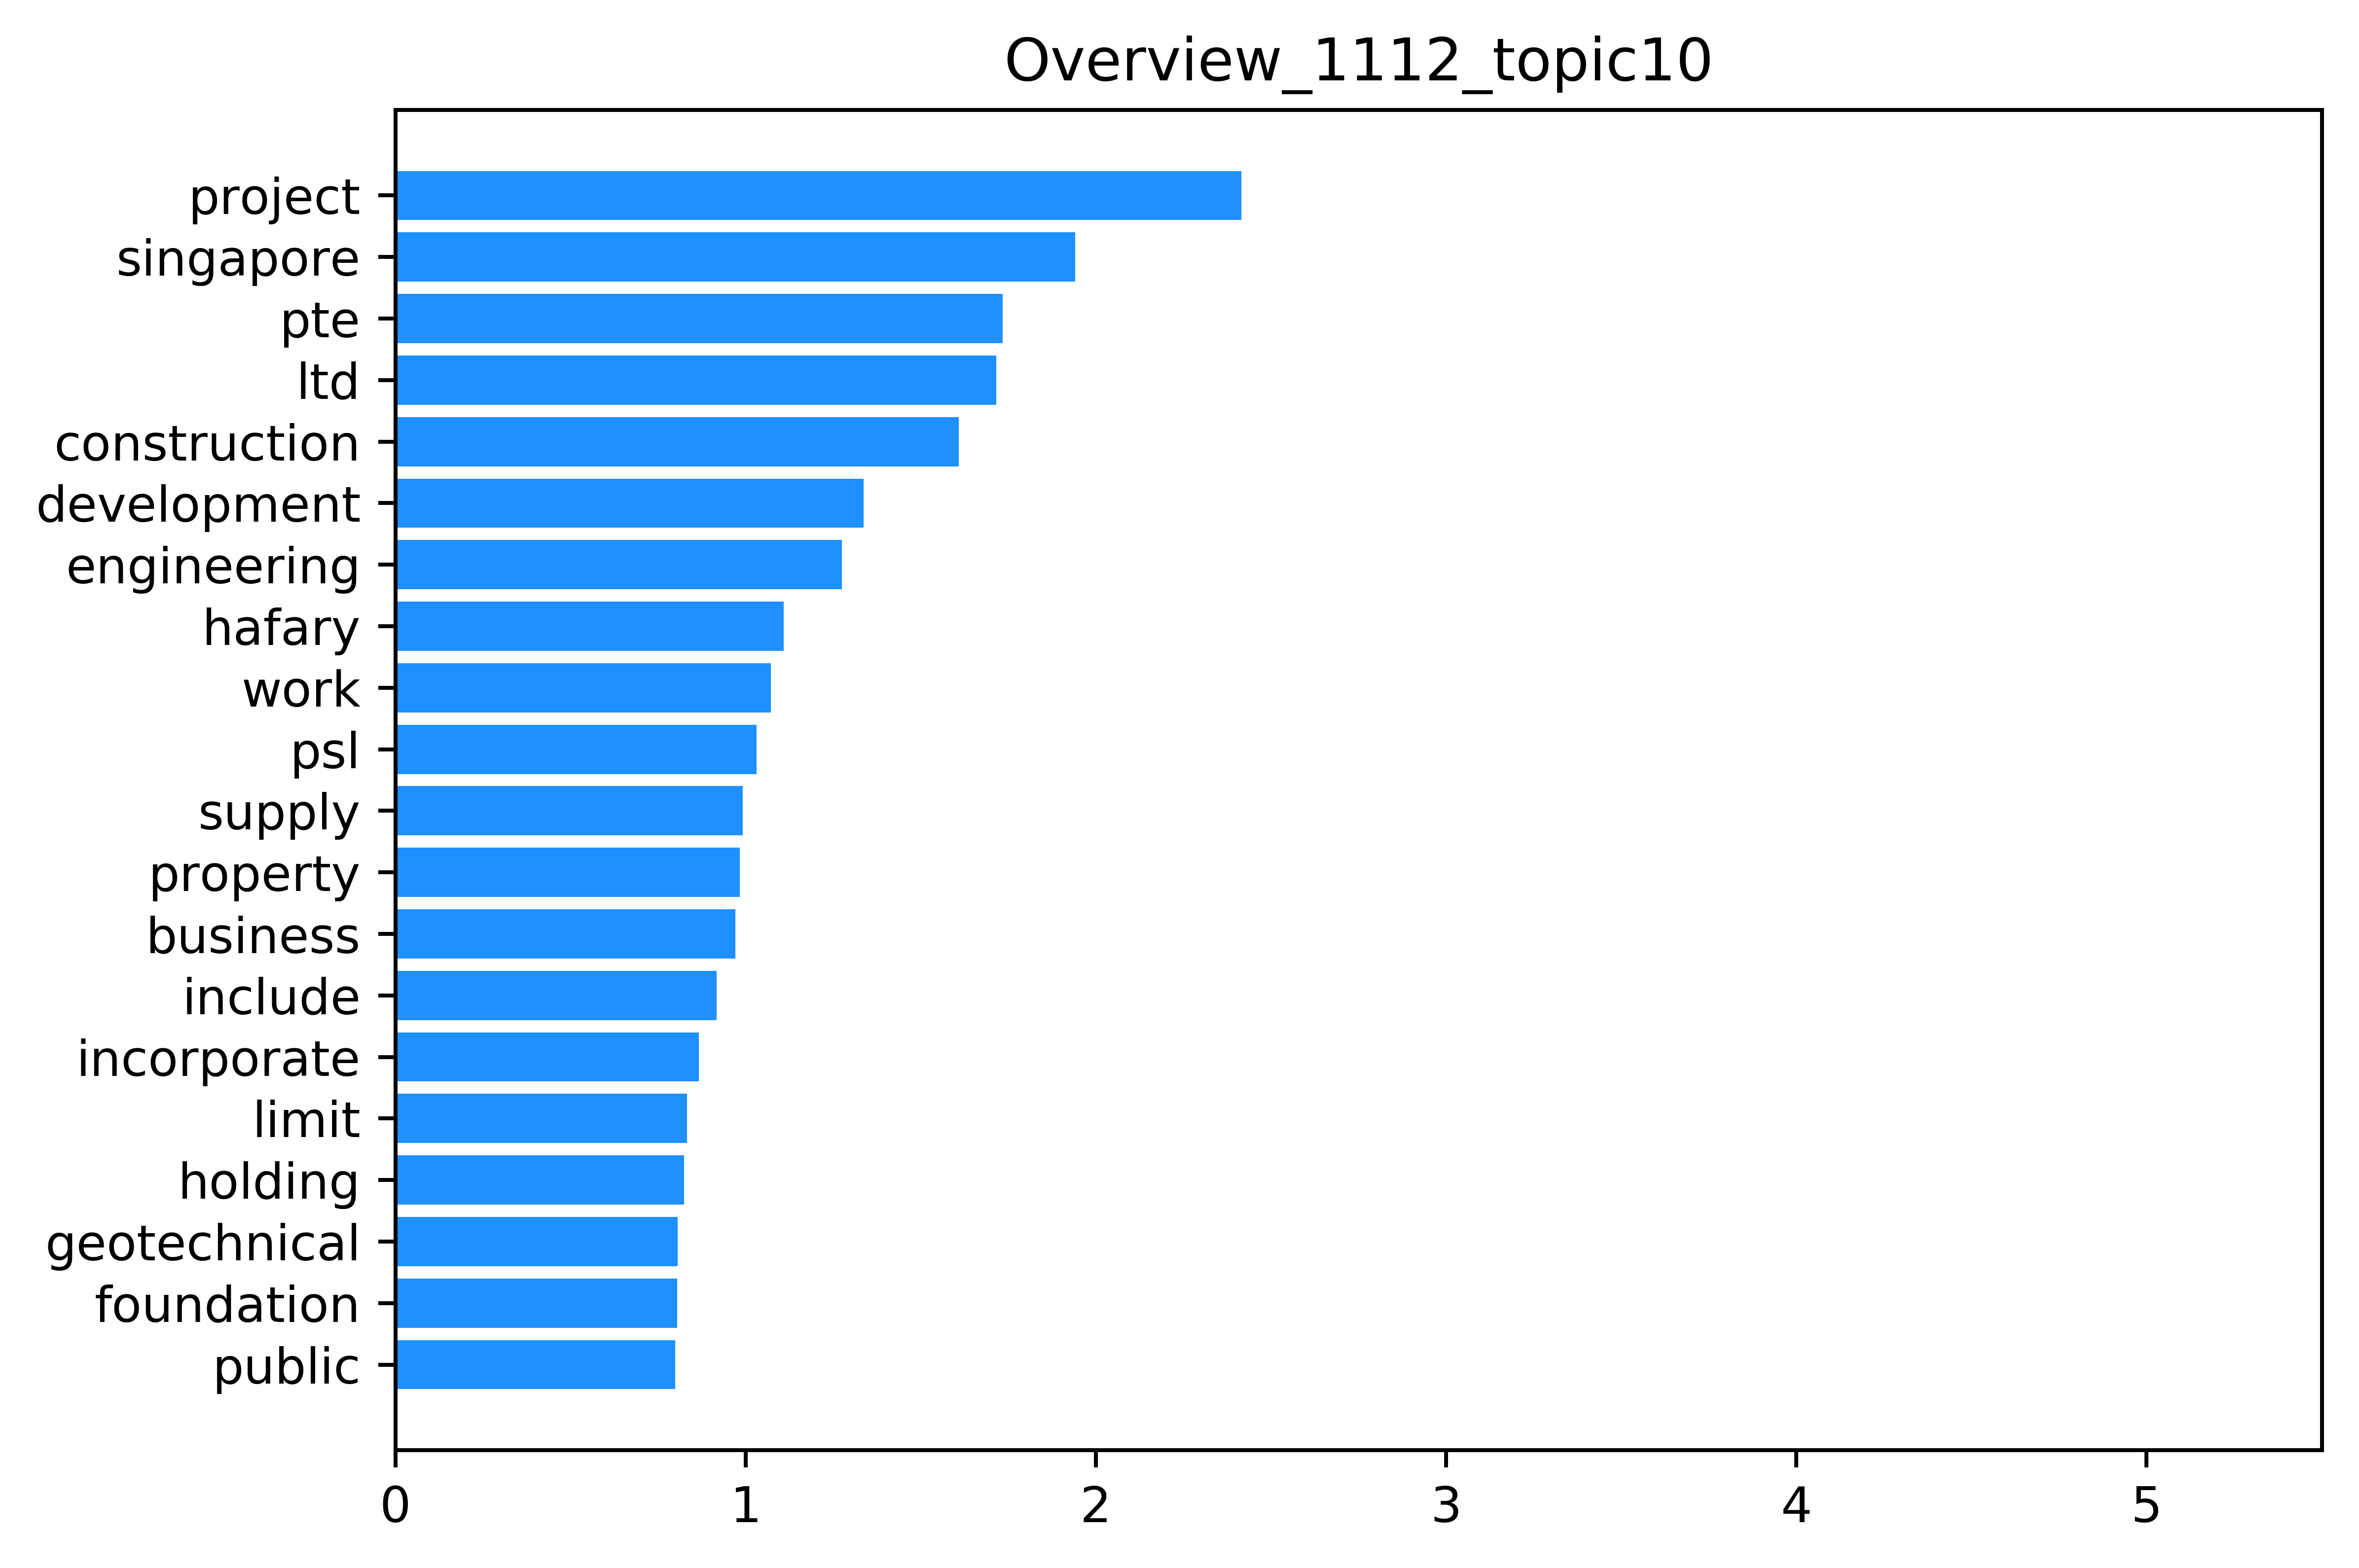 Overview_1112_topic10
project
singapore
pte
ltd
construction
development
engineering
hafary
work
psl
supply
property
business
include
incorporate
limit
holding
geotechnical
foundation
public
0 1 2 3 4 5